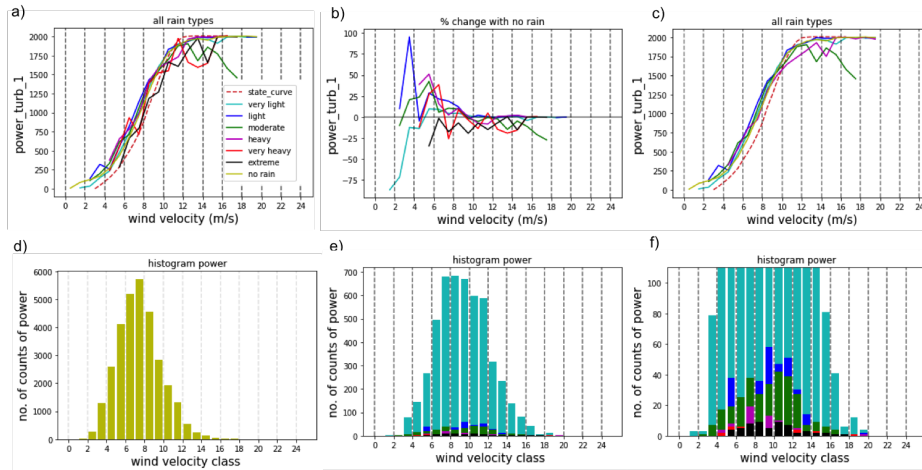 a)
all rain types
power_turb_1
2000
1750
1500
1250
1000
750
500
250
0
state_curve
very light
light
moderate
heavy
very heavy
extreme
no rain
0 2 4 6 8 10 12 14 16 18 20 22 24
wind velocity (m/s)
b)
% change with no rain
power_turb_1
100
75
50
25
0
−25
−50
−75
0 2 4 6 8 10 12 14 16 18 20 22 24
wind velocity (m/s)
c)
all rain types
power_turb_1
2000
1750
1500
1250
1000
750
500
250
0
0 2 4 6 8 10 12 14 16 18 20 22 24
wind velocity (m/s)
d)
histogram power
no. of counts of power
6000
5000
4000
3000
2000
1000
0
0 2 4 6 8 10 12 14 16 18 20 22 24
wind velocity class
e)
histogram power
no. of counts of power
700
600
500
400
300
200
100
0
0 2 4 6 8 10 12 14 16 18 20 22 24
wind velocity class
f)
histogram power
no. of counts of power
100
80
60
40
20
0
0 2 4 6 8 10 12 14 16 18 20 22 24
wind velocity class